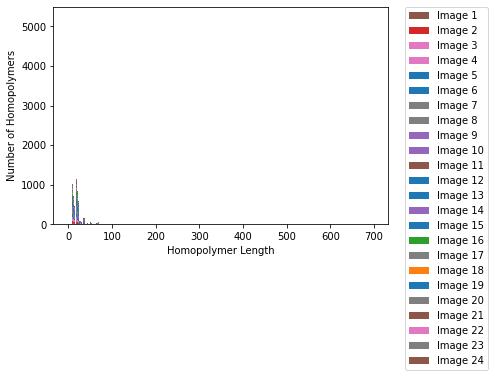 5000
4000
3000
2000
1000
0
Number of Homopolymers
0 100 200 300 400 500 600 700
Homopolymer Length
Image 1
Image 2
Image 3
Image 4
Image 5
Image 6
Image 7
Image 8
Image 9
Image 10
Image 11
Image 12
Image 13
Image 14
Image 15
Image 16
Image 17
Image 18
Image 19
Image 20
Image 21
Image 22
Image 23
Image 24